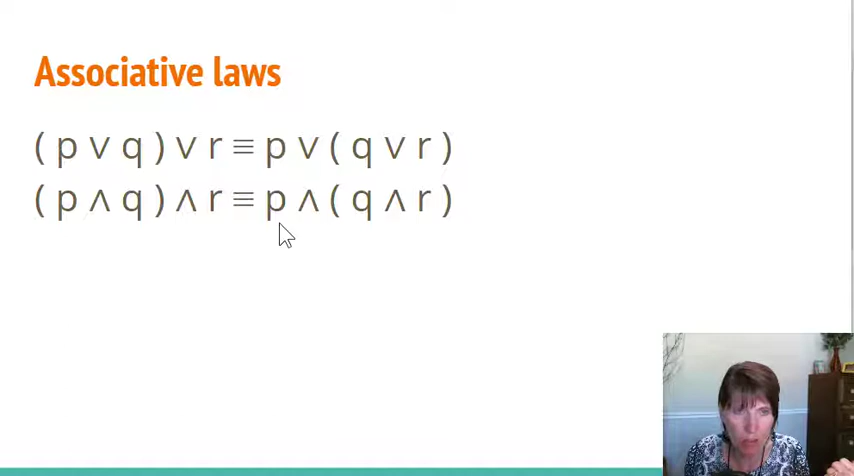 Associative laws
( p ∨ q ) ∨ r ≡ p ∨ ( q ∨ r )
( p ∧ q ) ∧ r ≡ p ∧ ( q ∧ r )